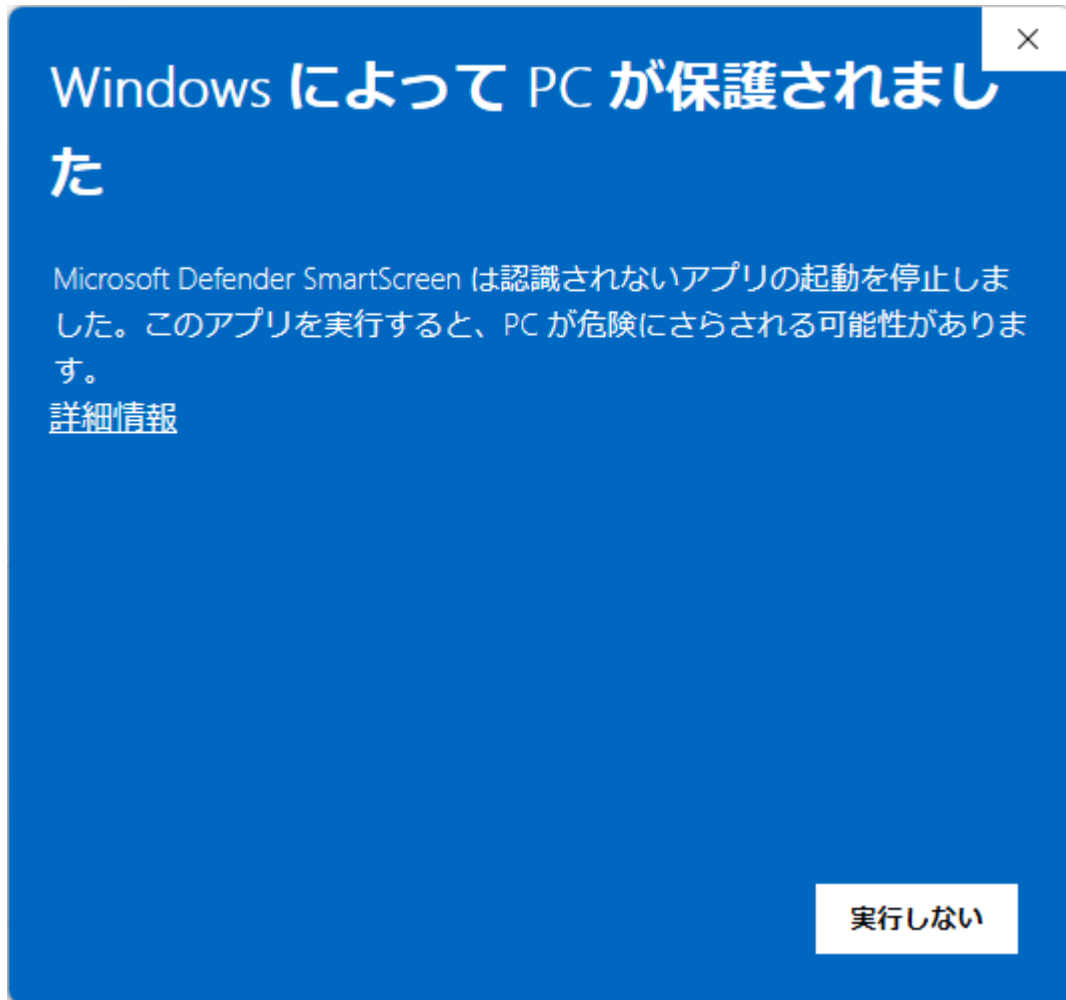 Windows によって PC が保護されまし
た
Microsoft Defender SmartScreen は認識されないアプリの起動を停止しま
した。このアプリを実行すると、PC が危険にさらされる可能性がありま
す。
詳細情報
実行しない